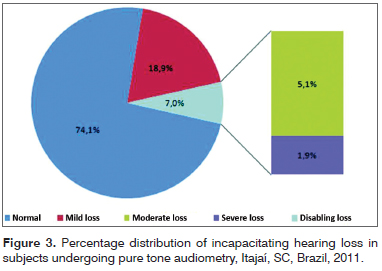 18,9%
7,0%
74,1%
5,1%
1,9%
Normal Mild loss Moderate loss Severe loss Disabling loss
Figure 3. Percentage distribution of incapacitating hearing loss in
subjects undergoing pure tone audiometry, Itajaí, SC, Brazil, 2011.